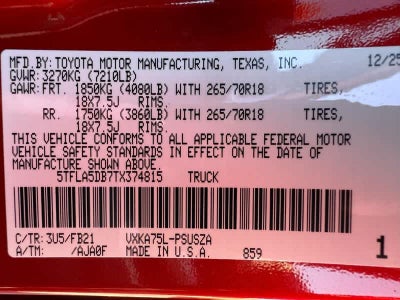 MFD.BY: TOYOTA MOTOR MANUFACTURING, TEXAS, INC. 12/25
GVWR: 3270KG (7210LB)
GAWR: FRT. 1850KG (4080LB) WITH 265/70R18 TIRES,
18X7.5J RIMS.
RR. 1750KG (3860LB) WITH 265/70R18 TIRES,
18X7.5J RIMS.
THIS VEHICLE CONFORMS TO ALL APPLICABLE FEDERAL MOTOR
VEHICLE SAFETY STANDARDS IN EFFECT ON THE DATE OF
MANUFACTURE SHOWN ABOVE.
5TFLA5DB7TX374815 TRUCK
C/TR: 3U5/FB21 VXKA75L-PSUSZA
A/TM: /AJA0F MADE IN U.S.A. 859 1